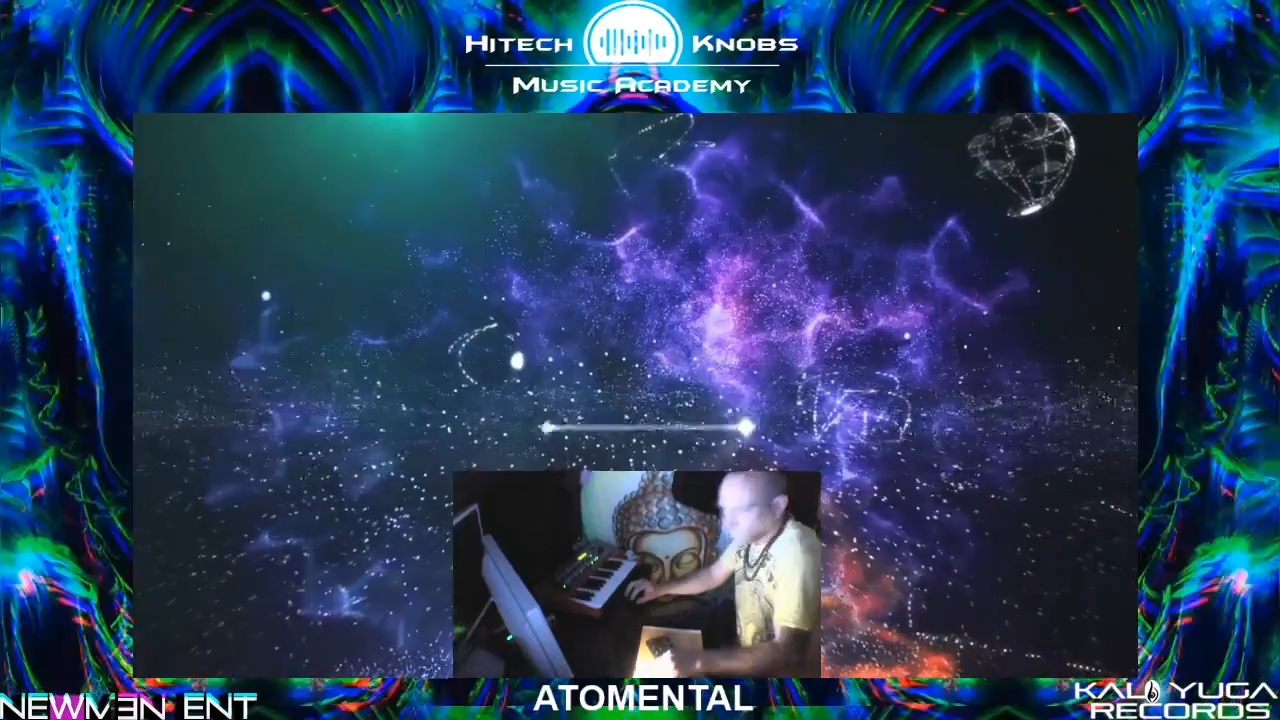 HITECH KNOBS
MUSIC ACADEMY
NEWMEN ENT
ATOMENTAL
KALI YUGA
RECORDS